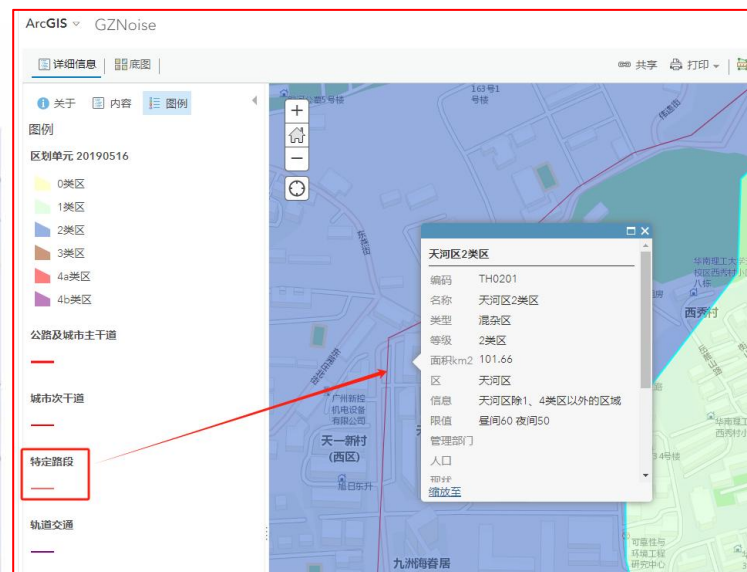 ArcGIS GZNoise
详细信息 底图
共享 打印
关于 内容 图例
图例
区划单元 20190516
0类区
1类区
2类区
3类区
4a类区
4b类区
公路及城市主干道
城市次干道
特定路段
轨道交通
163号1
号楼
天河区2类区
编码 TH0201
名称 天河区2类区
类型 混杂区
等级 2类区
面积km2 101.66
区 天河区
信息 天河区除1、4类区以外的区域
限值 昼间60 夜间50
管理部门
人口
现状
缩放至
西秀村
广州新控
机电设备
有限公司
天一新村
(西区)
旭日东升
九洲海春居
可靠性与
环境工程
研究中心